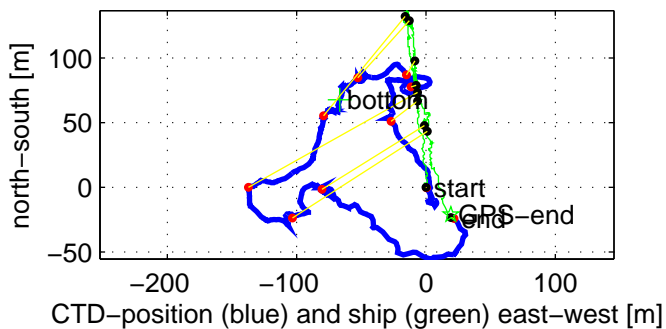 100
50
0
−50
north−south [m]
bottom
start
GPS−end
end
−200
−100
0
100
CTD−position (blue) and ship (green) east−west [m]